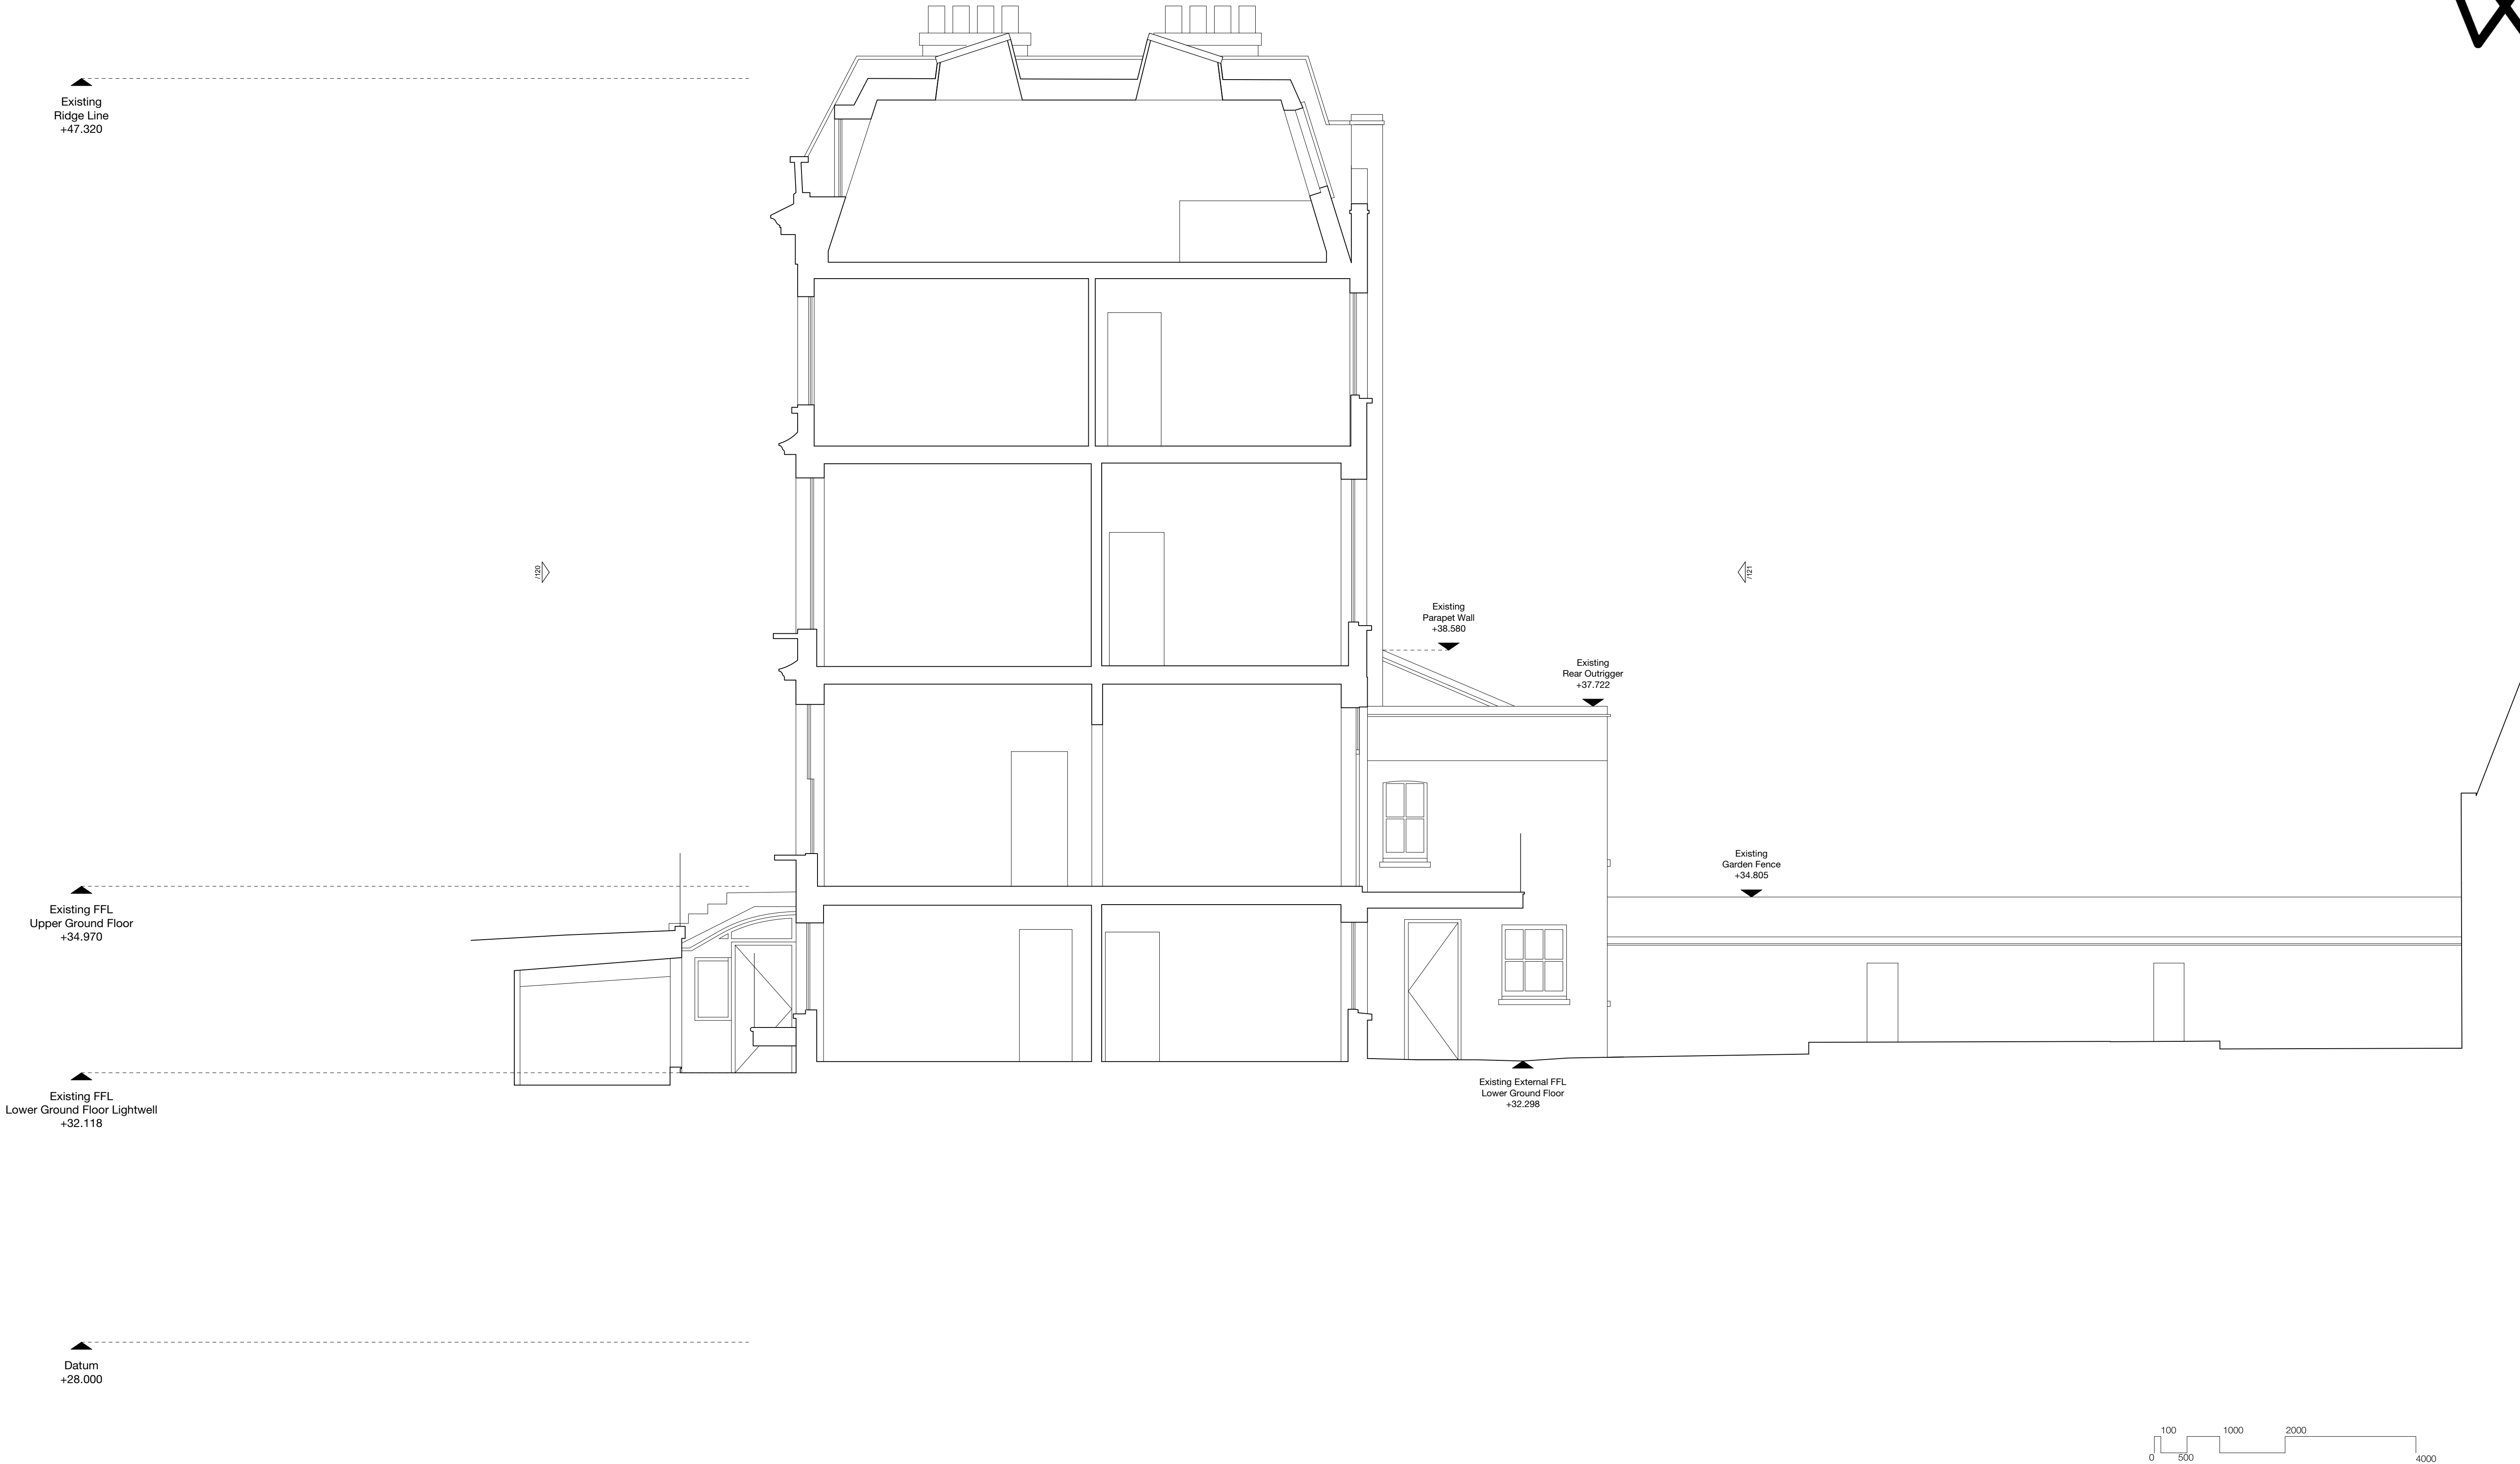 Existing
Ridge Line
+47.320
/120
/121
Existing
Parapet Wall
+38.580
Existing
Rear Outrigger
+37.722
Existing
Garden Fence
+34.805
Existing FFL
Upper Ground Floor
+34.970
Existing FFL
Lower Ground Floor Lightwell
+32.118
Existing External FFL
Lower Ground Floor
+32.298
Datum
+28.000
100 1000 2000
0 500 4000